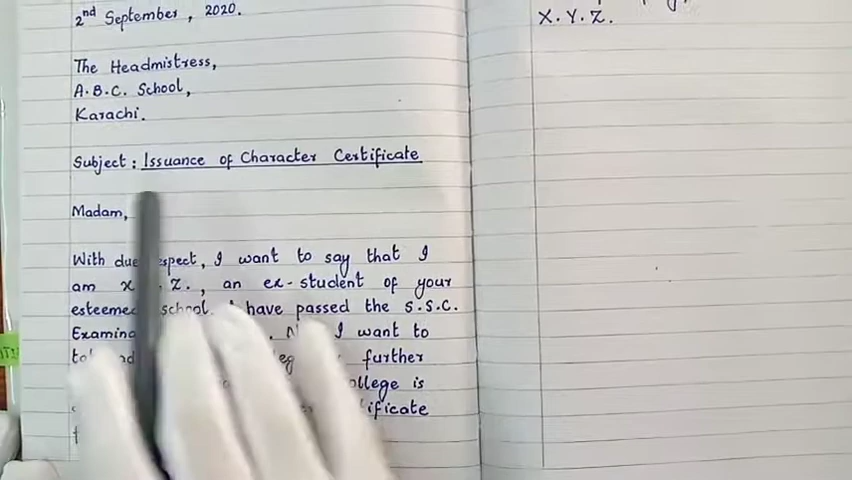 2nd September, 2020.
The Headmistress,
A.B.C. School,
Karachi.
Subject: Issuance of Character Certificate
Madam,
With due respect, I want to say that I
am X. Z., an ex-student of your
esteemed school. I have passed the S.S.C.
I want to
further
college is
certificate
X.Y.Z.